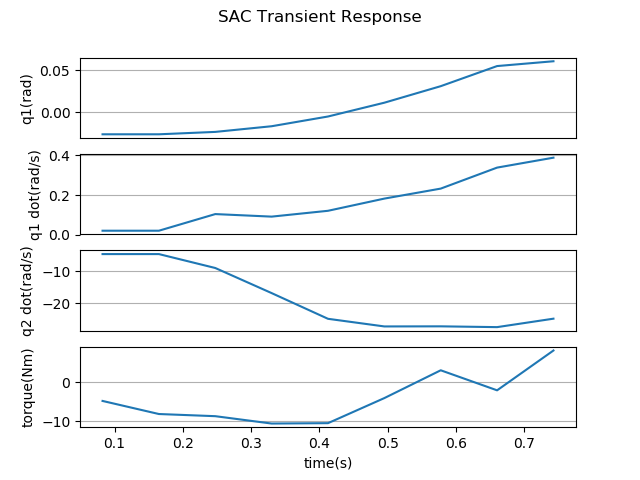 SAC Transient Response
q1(rad)
0.05
0.00
q1 dot(rad/s)
0.4
0.2
0.0
q2 dot(rad/s)
−10
−20
torque(Nm)
0
−10
0.1 0.2 0.3 0.4 0.5 0.6 0.7
time(s)